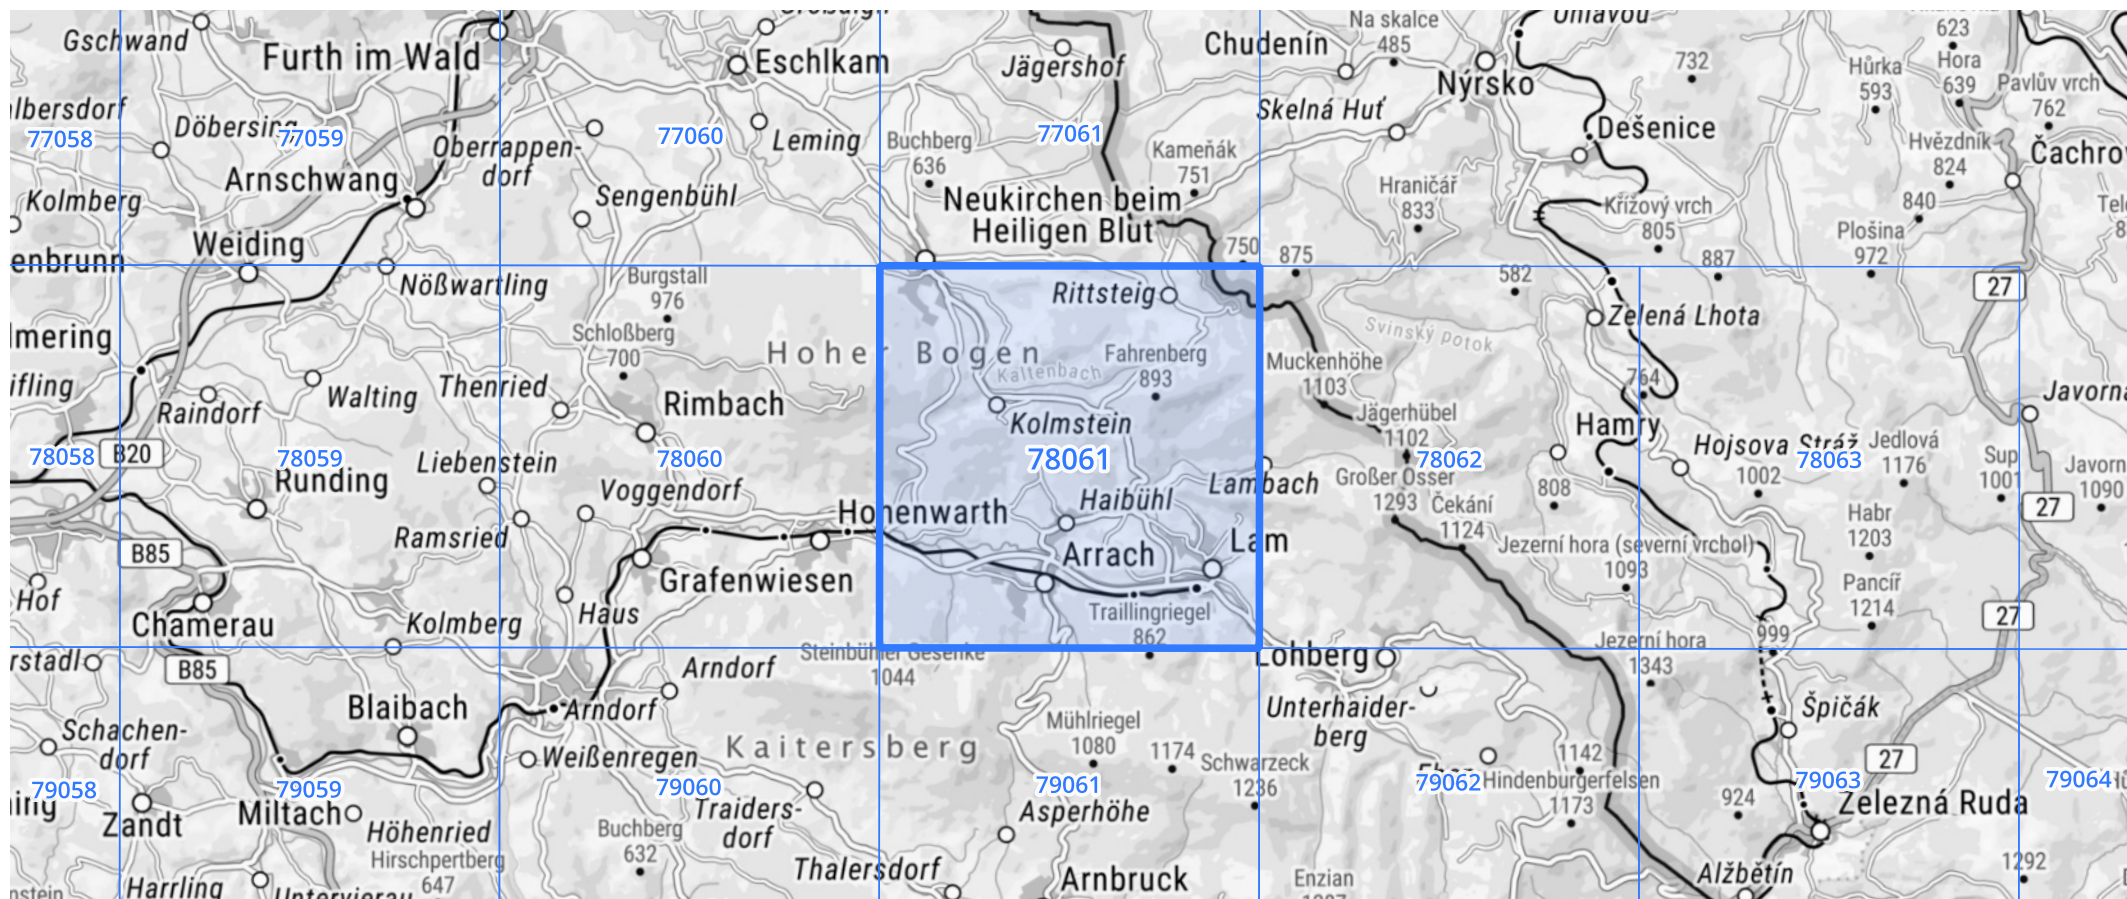 Gschwand
Furth im Wald
Eschlkam
Jägershof
Chudenín
Na skalce
485
Nýrsko
732
623
Hora
639
Hůrka
593
Pavlův vrch
762
77058
Döbersing
77059
Oberrappen-
dorf
77060
Leming
77061
Skelná Huť
Dešenice
Hvězdník
824
Arnschwang
Sengenbühl
Buchberg
636
Kameňák
751
Hraničář
833
Kolmberg
Neukirchen beim
Heiligen Blut
Křížový vrch
805
840
Plošina
972
Weiding
750
875
887
582
Nößwartling
Burgstall
976
Rittsteig
27
Zelená Lhota
Svinský potok
Schloßberg
700
Hoher Bogen
Kaltenbach
Fahrenberg
893
Muckenhöhe
1103
764
Raindorf
Walting
Thenried
Rimbach
Kolmstein
Jägerhübel
1102
Hamry
Hojsova Stráž
1002
Jedlová
1176
78058
B20
78059
Runding
Liebenstein
78060
78061
78062
78063
Sup
1001
Javorn
1090
Voggendorf
Haibühl
Lambach
Großer Osser
1293
Čekání
1124
808
27
Ramsried
Hohenwarth
Arrach
Lam
Jezerní hora (severní vrchol)
1093
Habr
1203
B85
Grafenwiesen
Hof
Haus
Traillingriegel
862
Pancíř
1214
27
Chamerau
Kolmberg
Steinbühler Gesenke
1044
Lohberg
Jezerní hora
1343
999
B85
Arndorf
Arndorf
Blaibach
Unterhaider-
berg
Špičák
Schachen-
dorf
Weißenregen
Kaitersberg
Mühlriegel
1080
1174
Schwarzeck
1236
1142
Hindenburgerfelsen
1173
27
79058
79059
79060
79061
79062
79063
79064
Zandt
Miltach
Höhenried
Traiders-
dorf
Asperhöhe
924
Železná Ruda
Hirschpertberg
647
Buchberg
632
Thalersdorf
Arnbruck
Enzian
Alžbětín
1292
Harrling